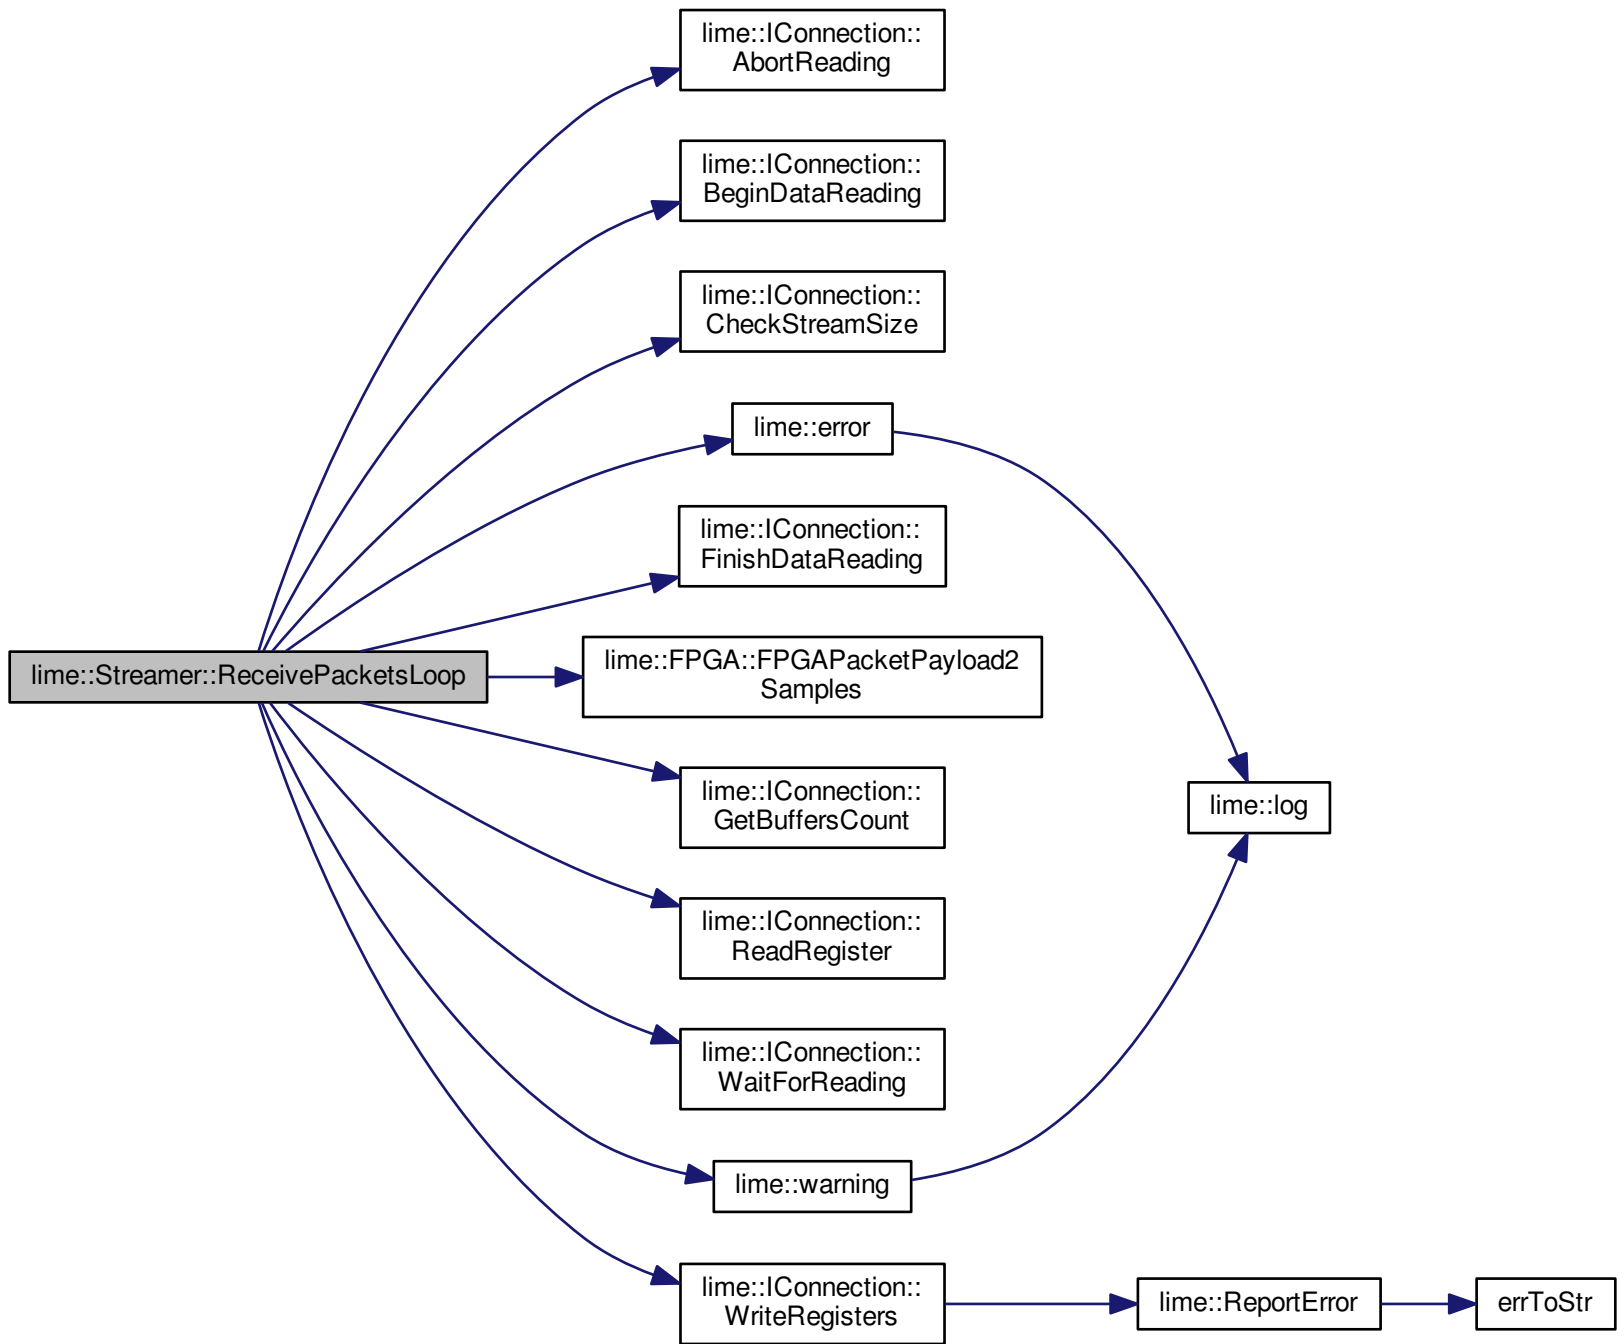 lime::IConnection::
AbortReading
lime::IConnection::
BeginDataReading
lime::IConnection::
CheckStreamSize
lime::error
lime::IConnection::
FinishDataReading
lime::Streamer::ReceivePacketsLoop
lime::FPGA::FPGAPacketPayload2
Samples
lime::IConnection::
GetBuffersCount
lime::log
lime::IConnection::
ReadRegister
lime::IConnection::
WaitForReading
lime::warning
lime::IConnection::
WriteRegisters
lime::ReportError
errToStr